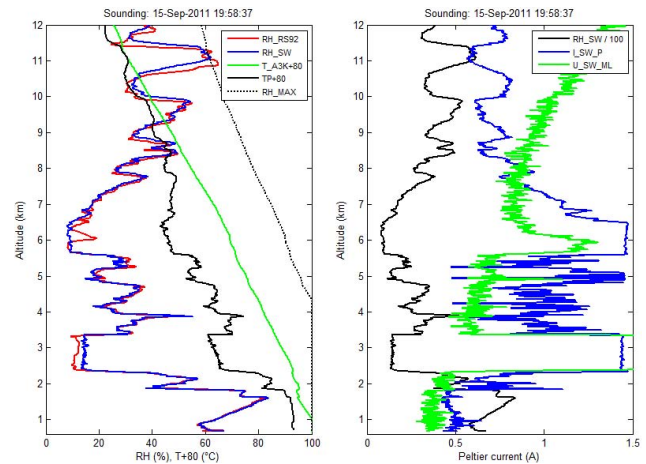 Sounding: 15-Sep-2011 19:58:37
RH_RS92
RH_SW
T_A3K+80
TP+80
RH_MAX
12
11
10
9
8
7
6
5
4
3
2
1
Altitude (km)
0 20 40 60 80 100
RH (%), T+80 (°C)
Sounding: 15-Sep-2011 19:58:37
RH_SW / 100
I_SW_P
U_SW_ML
12
11
10
9
8
7
6
5
4
3
2
1
Altitude (km)
0 0.5 1 1.5
Peltier current (A)